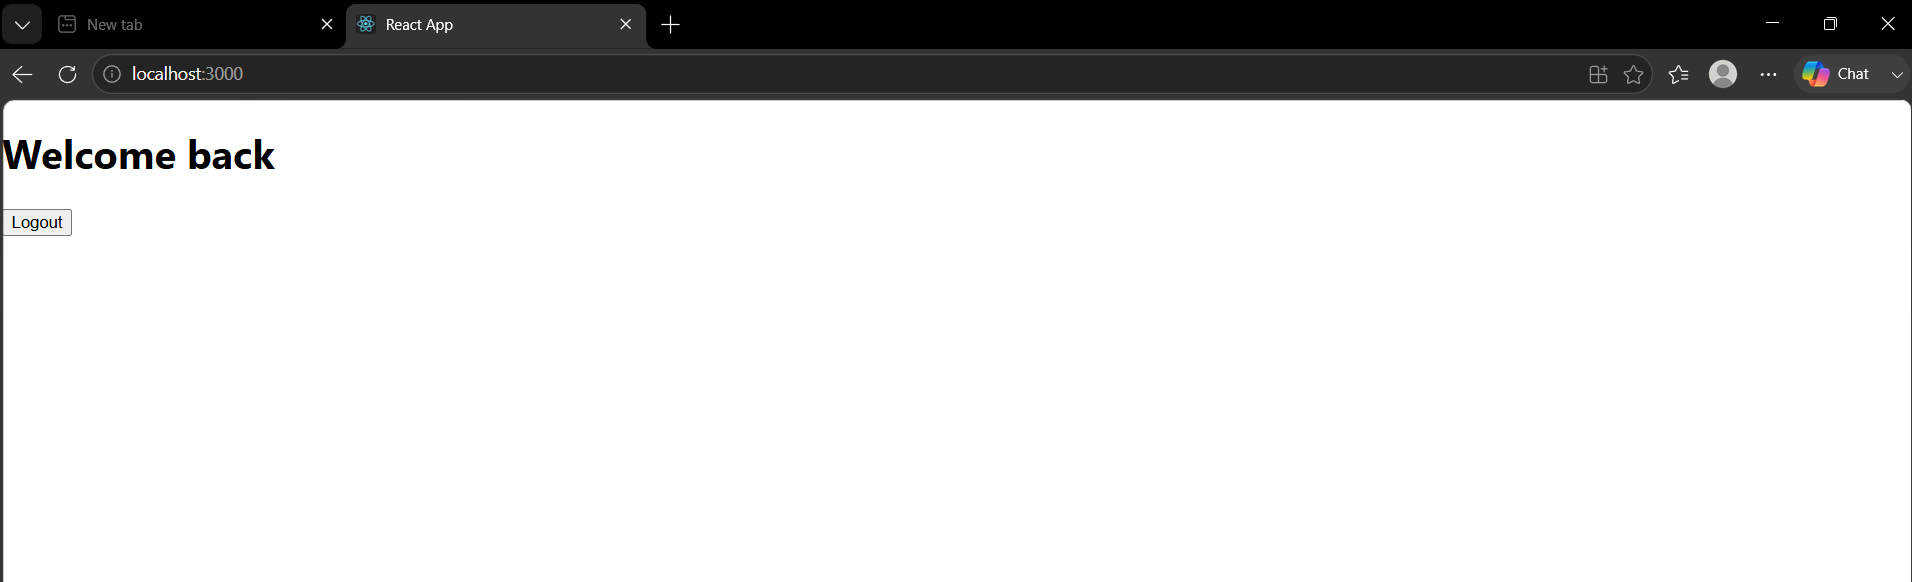 New tab
React App
localhost:3000
Chat
Welcome back
Logout